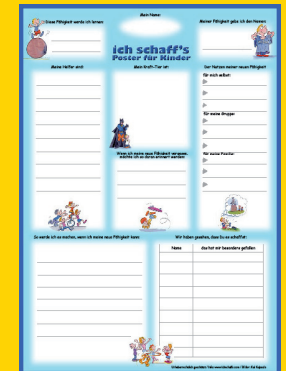 Mein Name:
Diese Fähigkeit werde ich lernen:
Meiner Fähigkeit gebe ich den Namen:
ich schaff's
Poster für Kinder
Meine Helfer sind:
Mein Kraft-Tier ist:
Der Nutzen meiner neuen Fähigkeit
für mich selbst:
für meine Gruppe:
Wenn ich meine neue Fähigkeit vergesse,
möchte ich so daran erinnert werden:
für meine Familie:
So werde ich es machen, wenn ich meine neue Fähigkeit kann:
Wir haben gesehen, dass Du es schaffst:
Name
das hat mir besonders gefallen